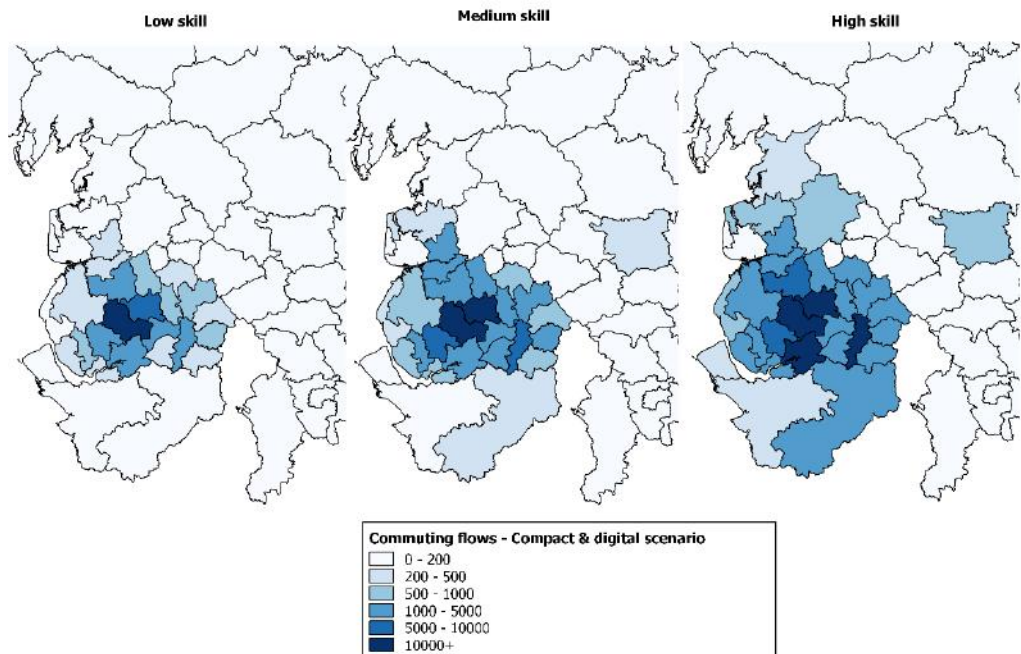 Low skill
Medium skill
High skill
Commuting flows - Compact & digital scenario
0 - 200
200 - 500
500 - 1000
1000 - 5000
5000 - 10000
10000+